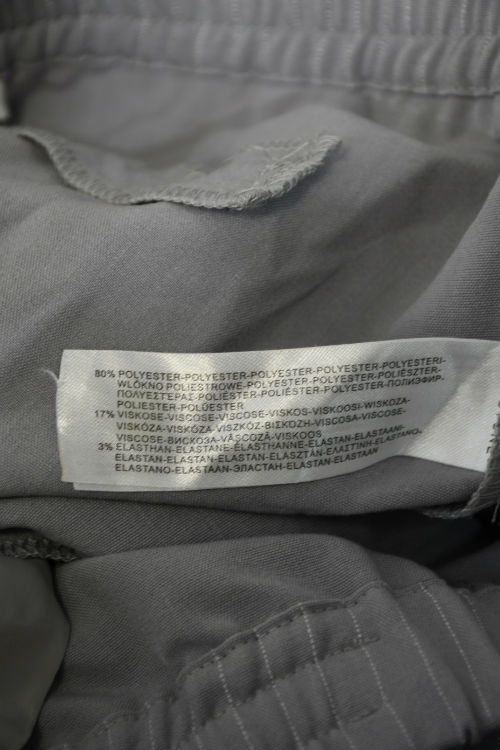 80% POLYESTER-POLYESTER-POLYESTER-POLYESTER-POLYESTERI-
WŁÓKNO POLIESTROWE-POLYESTER-POLYESTER-POLIÉSZTER-
ΠΟΛΥΕΣΤΕΡΑΣ-POLIESTER-POLIÉSTER-POLYESTER-ПОЛИЭФИР-
POLIESTER-POLÜESTER
17% VISKOSE-VISCOSE-VISCOSE-VISKOS-VISKOOSI-WISKOZA-
VISKÓZA-VISKÓZA-VISZKÓZ-ΒΙΣΚΟΖΗ-VISCOSA-VISCOSE-
VISCOSE-ВИСКОЗА-VÂSCOZĂ-VISKOOS
3% ELASTHAN-ELASTANE-ELASTHANNE-ELASTAN-ELASTAANI-
ELASTAN-ELASTAN-ELASTAN-ELASZTÁN-ΕΛΑΣΤΙΝΗ-ELASTANO-
ELASTANO-ELASTAAN-ЭЛАСТАН-ELASTAN-ELASTAAN